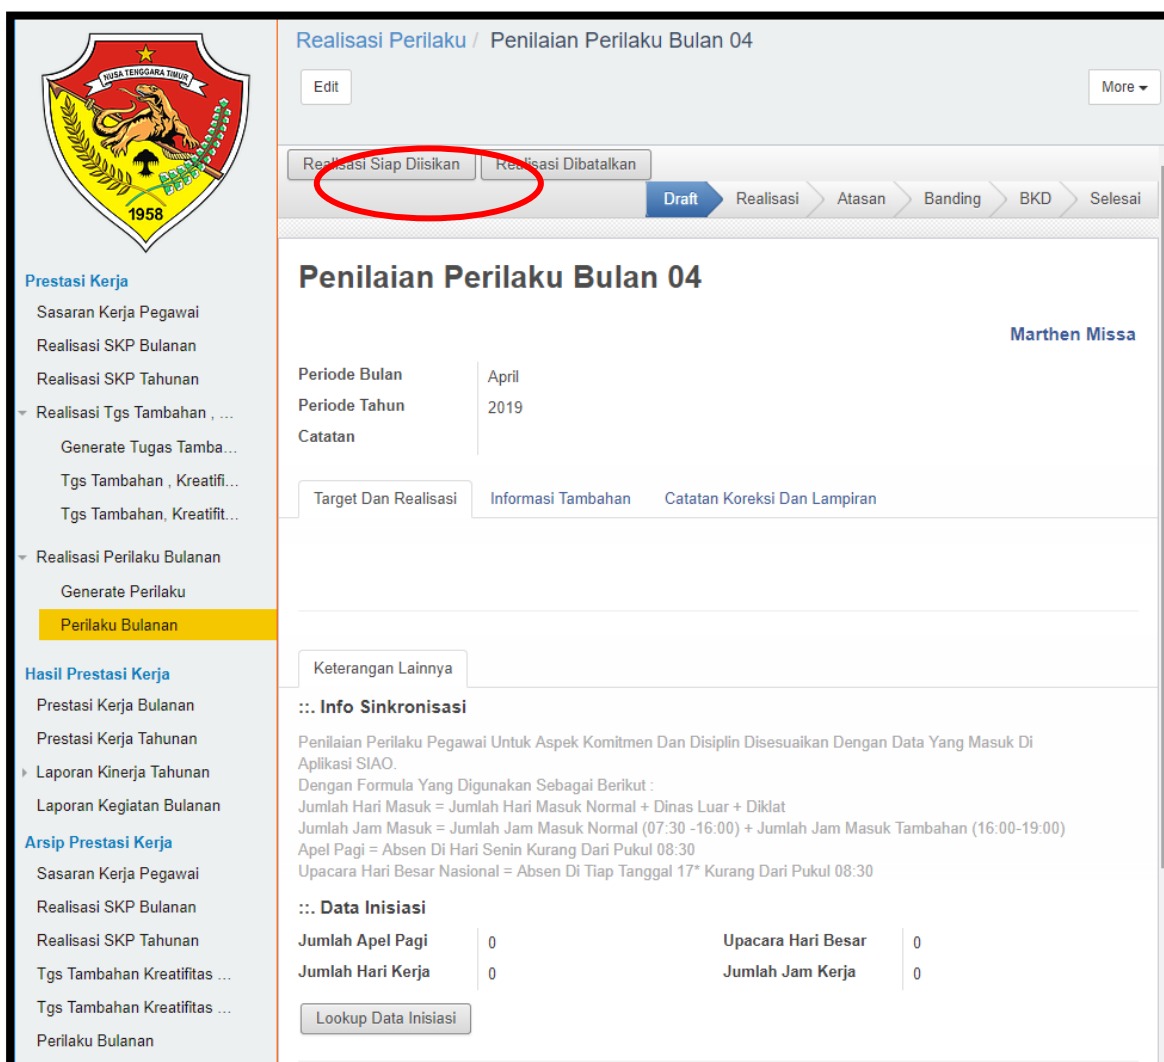 NUSA TENGGARA TIMUR
1958
Prestasi Kerja
Sasaran Kerja Pegawai
Realisasi SKP Bulanan
Realisasi SKP Tahunan
Realisasi Tgs Tambahan , ...
Generate Tugas Tamba...
Tgs Tambahan , Kreatifi...
Tgs Tambahan, Kreatifit...
Realisasi Perilaku Bulanan
Generate Perilaku
Perilaku Bulanan
Hasil Prestasi Kerja
Prestasi Kerja Bulanan
Prestasi Kerja Tahunan
Laporan Kinerja Tahunan
Laporan Kegiatan Bulanan
Arsip Prestasi Kerja
Sasaran Kerja Pegawai
Realisasi SKP Bulanan
Realisasi SKP Tahunan
Tgs Tambahan Kreatifitas ...
Tgs Tambahan Kreatifitas ...
Perilaku Bulanan
Realisasi Perilaku / Penilaian Perilaku Bulan 04
Edit More
Realisasi Siap Diisikan Realisasi Dibatalkan
Draft Realisasi Atasan Banding BKD Selesai
Penilaian Perilaku Bulan 04
Marthen Missa
Periode Bulan April
Periode Tahun 2019
Catatan
Target Dan Realisasi Informasi Tambahan Catatan Koreksi Dan Lampiran
Keterangan Lainnya
::. Info Sinkronisasi
Penilaian Perilaku Pegawai Untuk Aspek Komitmen Dan Disiplin Disesuaikan Dengan Data Yang Masuk Di
Aplikasi SIAO.
Dengan Formula Yang Digunakan Sebagai Berikut :
Jumlah Hari Masuk = Jumlah Hari Masuk Normal + Dinas Luar + Diklat
Jumlah Jam Masuk = Jumlah Jam Masuk Normal (07:30 -16:00) + Jumlah Jam Masuk Tambahan (16:00-19:00)
Apel Pagi = Absen Di Hari Senin Kurang Dari Pukul 08:30
Upacara Hari Besar Nasional = Absen Di Tiap Tanggal 17* Kurang Dari Pukul 08:30
::. Data Inisiasi
Jumlah Apel Pagi 0 Upacara Hari Besar 0
Jumlah Hari Kerja 0 Jumlah Jam Kerja 0
Lookup Data Inisiasi